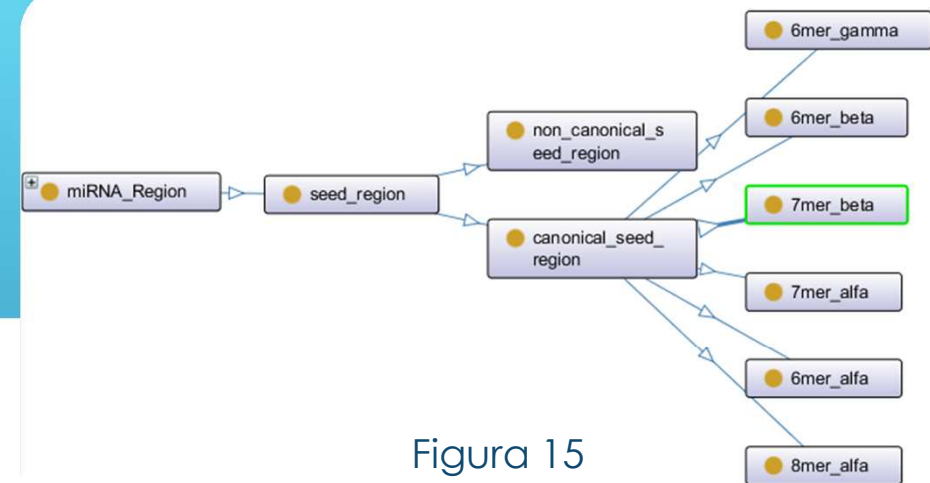 6mer_gamma
6mer_beta
non_canonical_s
eed_region
miRNA_Region
seed_region
7mer_beta
canonical_seed_
region
7mer_alfa
6mer_alfa
Figura 15
8mer_alfa